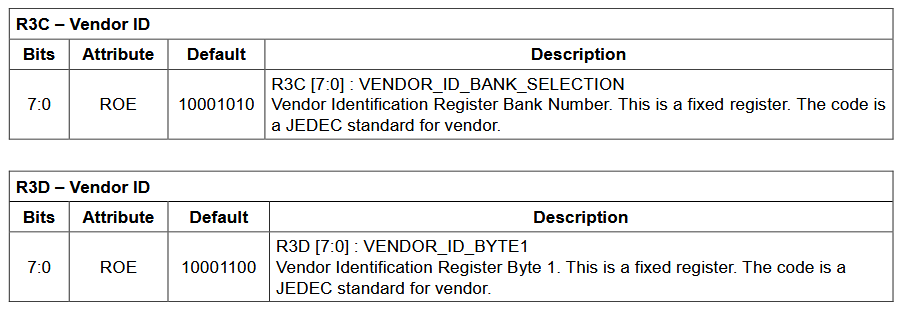 R3C – Vendor ID
Bits Attribute Default Description
R3C [7:0] : VENDOR_ID_BANK_SELECTION
7:0 ROE 10001010 Vendor Identification Register Bank Number. This is a fixed register. The code is
a JEDEC standard for vendor.
R3D – Vendor ID
Bits Attribute Default Description
R3D [7:0] : VENDOR_ID_BYTE1
7:0 ROE 10001100 Vendor Identification Register Byte 1. This is a fixed register. The code is a
JEDEC standard for vendor.